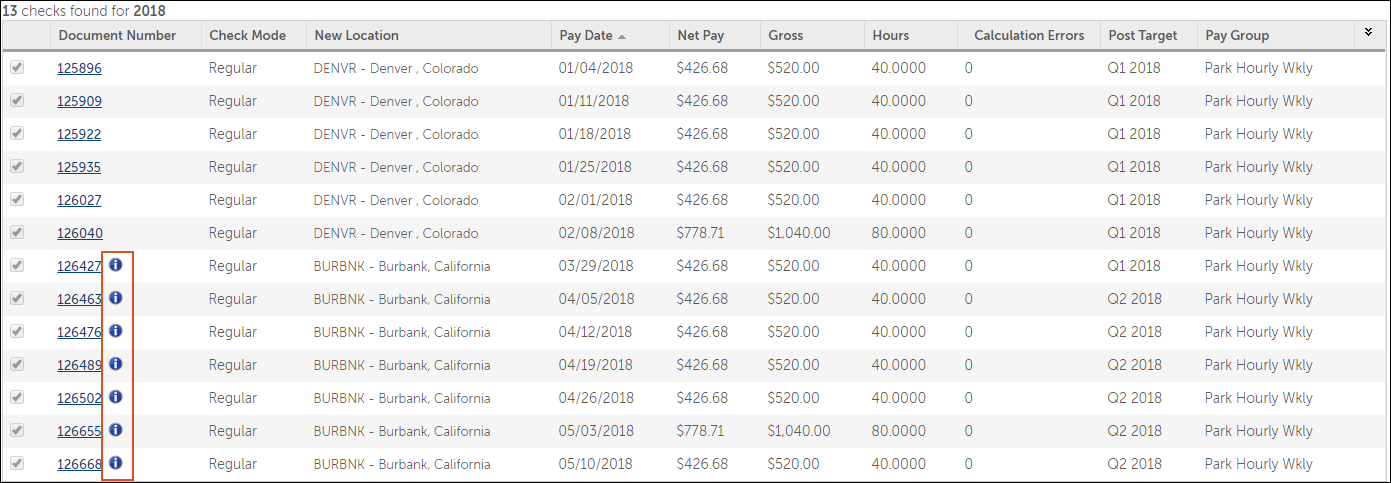 13 checks found for 2018
Document Number Check Mode New Location Pay Date Net Pay Gross Hours Calculation Errors Post Target Pay Group
125896 Regular DENVR - Denver , Colorado 01/04/2018 $426.68 $520.00 40.0000 0 Q1 2018 Park Hourly Wkly
125909 Regular DENVR - Denver , Colorado 01/11/2018 $426.68 $520.00 40.0000 0 Q1 2018 Park Hourly Wkly
125922 Regular DENVR - Denver , Colorado 01/18/2018 $426.68 $520.00 40.0000 0 Q1 2018 Park Hourly Wkly
125935 Regular DENVR - Denver , Colorado 01/25/2018 $426.68 $520.00 40.0000 0 Q1 2018 Park Hourly Wkly
126027 Regular DENVR - Denver , Colorado 02/01/2018 $426.68 $520.00 40.0000 0 Q1 2018 Park Hourly Wkly
126040 Regular DENVR - Denver , Colorado 02/08/2018 $778.71 $1,040.00 80.0000 0 Q1 2018 Park Hourly Wkly
126427 i Regular BURBNK - Burbank, California 03/29/2018 $426.68 $520.00 40.0000 0 Q1 2018 Park Hourly Wkly
126463 i Regular BURBNK - Burbank, California 04/05/2018 $426.68 $520.00 40.0000 0 Q2 2018 Park Hourly Wkly
126476 i Regular BURBNK - Burbank, California 04/12/2018 $426.68 $520.00 40.0000 0 Q2 2018 Park Hourly Wkly
126489 i Regular BURBNK - Burbank, California 04/19/2018 $426.68 $520.00 40.0000 0 Q2 2018 Park Hourly Wkly
126502 i Regular BURBNK - Burbank, California 04/26/2018 $426.68 $520.00 40.0000 0 Q2 2018 Park Hourly Wkly
126655 i Regular BURBNK - Burbank, California 05/03/2018 $778.71 $1,040.00 80.0000 0 Q2 2018 Park Hourly Wkly
126668 i Regular BURBNK - Burbank, California 05/10/2018 $426.68 $520.00 40.0000 0 Q2 2018 Park Hourly Wkly